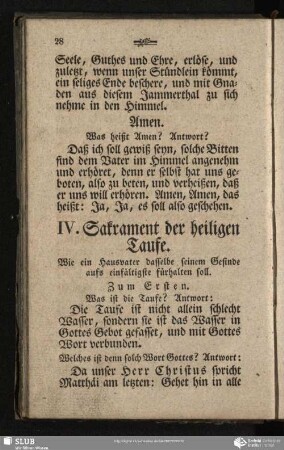 28
Seele, Guthes und Ehre, erlöse, und
zuletzt, wenn unser Stündlein kömmt,
ein seliges Ende beschere, und mit Gna-
den aus diesem Jammerthal zu sich
nehme in den Himmel.
Amen.
Was heißt Amen? Antwort?
Daß ich soll gewiß seyn, solche Bitten
sind dem Vater im Himmel angenehm
und erhöret, denn er selbst hat uns ge-
boten, also zu beten, und verheißen, daß
er uns will erhören. Amen, Amen, das
heißt: Ja, Ja, es soll also geschehen.
IV. Sakrament der heiligen
Taufe.
Wie ein Hausvater dasselbe seinem Gesinde
aufs einfältigste fürhalten soll.
Zum Ersten.
Was ist die Taufe? Antwort:
Die Taufe ist nicht allein schlecht
Wasser, sondern sie ist das Wasser in
Gottes Gebot gefasset, und mit Gottes
Wort verbunden.
Welches ist denn solch Wort Gottes? Antwort:
Da unser Herr Christus spricht
Matthäi am letzten: Gehet hin in alle
SLUB
Wir führen Wissen.